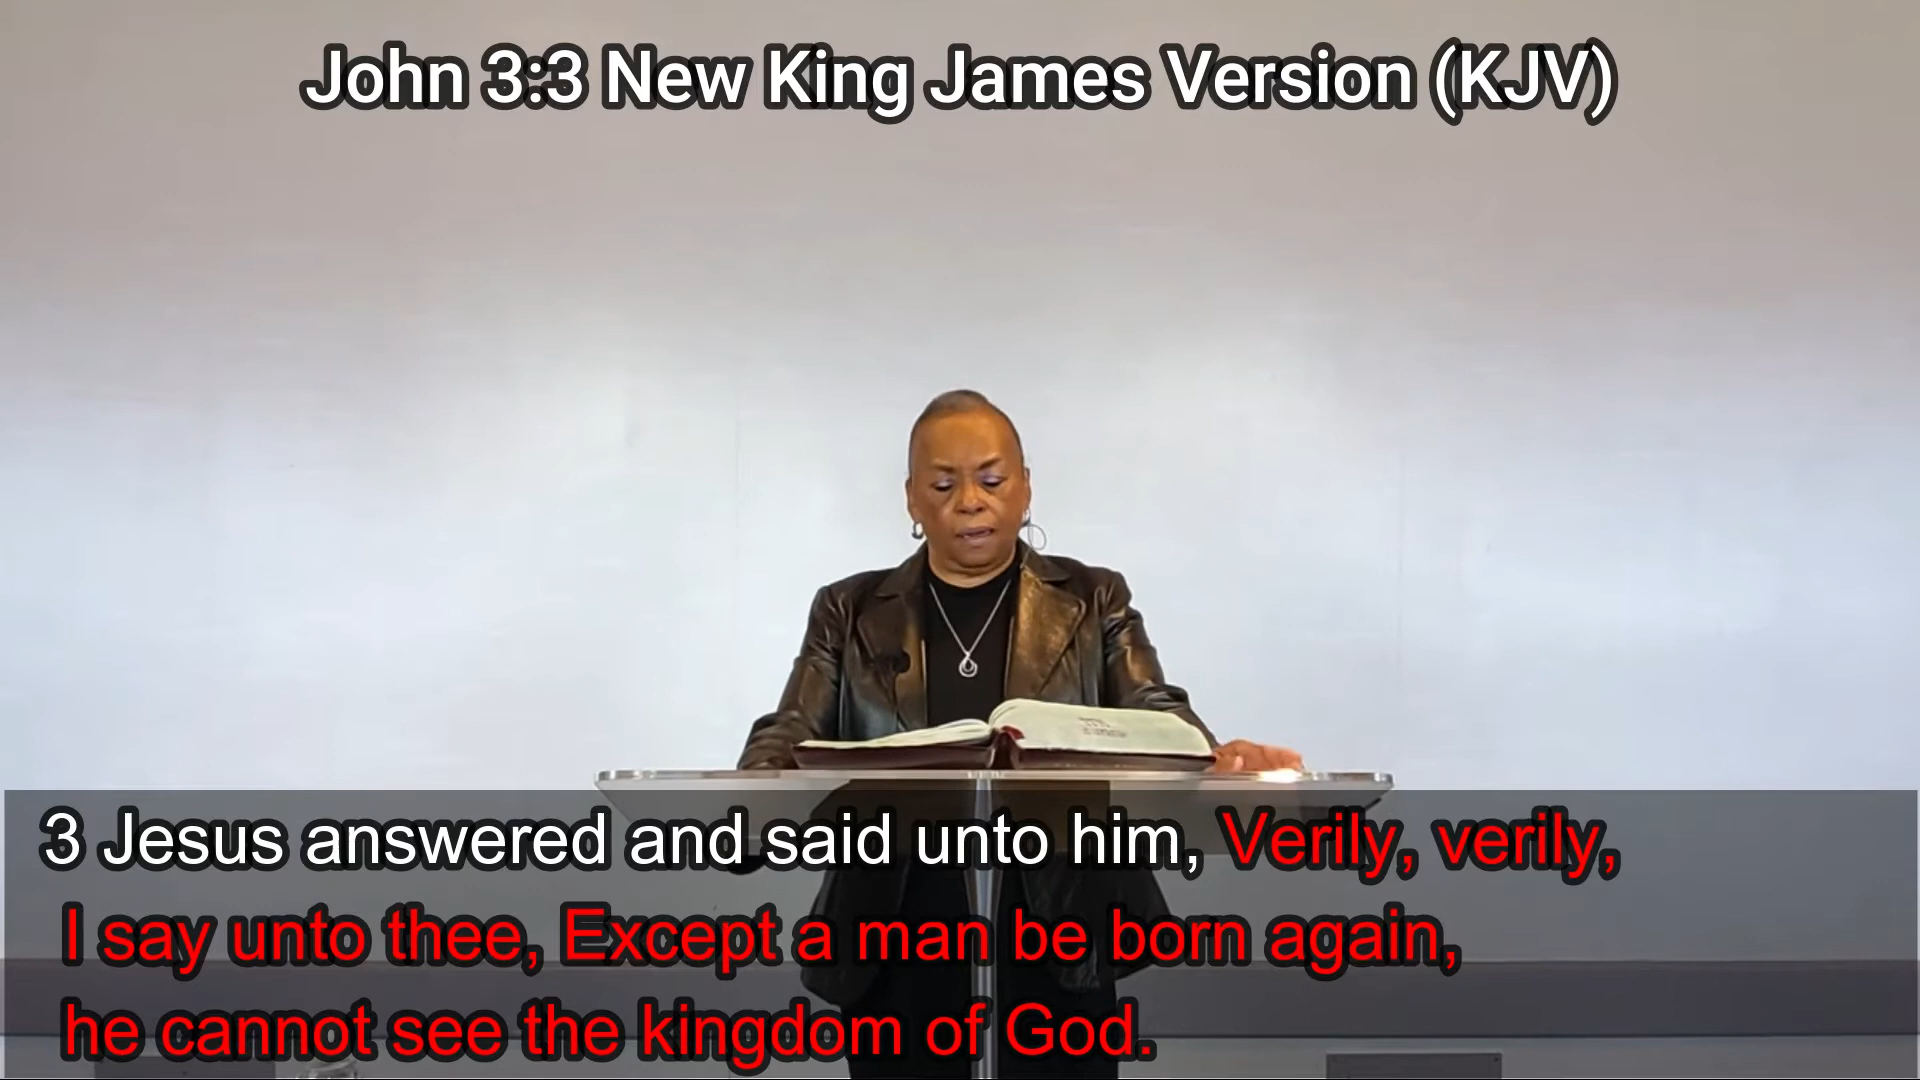 John 3:3 New King James Version (KJV)
3 Jesus answered and said unto him, Verily, verily,
I say unto thee, Except a man be born again,
he cannot see the kingdom of God.